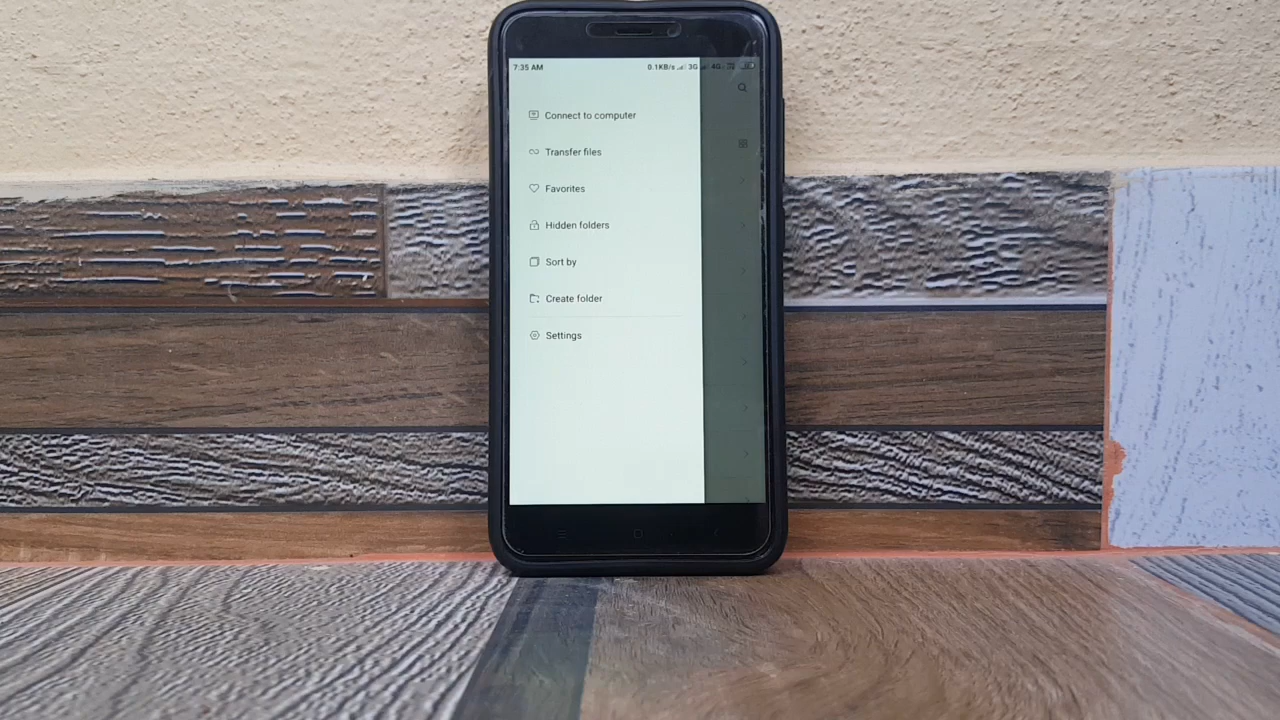 7:35 AM 0.1KB/s 3G 4G
Connect to computer
Transfer files
Favorites
Hidden folders
Sort by
Create folder
Settings